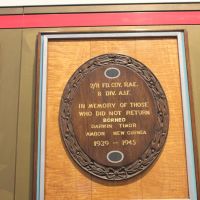 2/11 FD. COY. R.A.E.
8 DIV. A.I.F.
IN MEMORY OF THOSE
WHO DID NOT RETURN
BORNEO
DARWIN TIMOR
AMBON NEW GUINEA
1939 - 1945